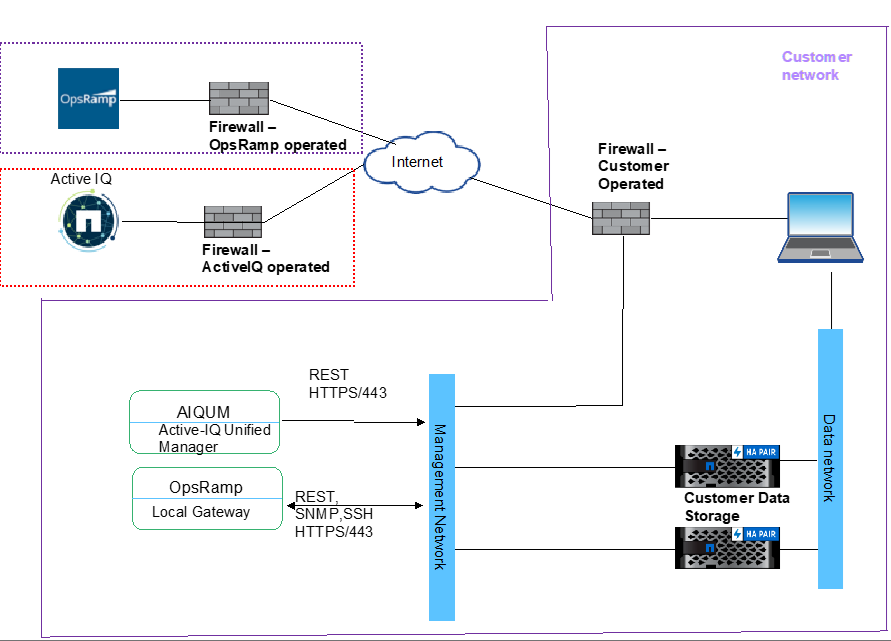 Customer
network
OpsRamp
Firewall –
OpsRamp operated
Internet
Firewall –
Customer
Operated
Active IQ
Firewall –
ActiveIQ operated
REST
HTTPS/443
AIQUM
Active-IQ Unified
Manager
OpsRamp
Local Gateway
REST,
SNMP,SSH
HTTPS/443
Management Network
HA PAIR
Customer Data
Storage
HA PAIR
Data network